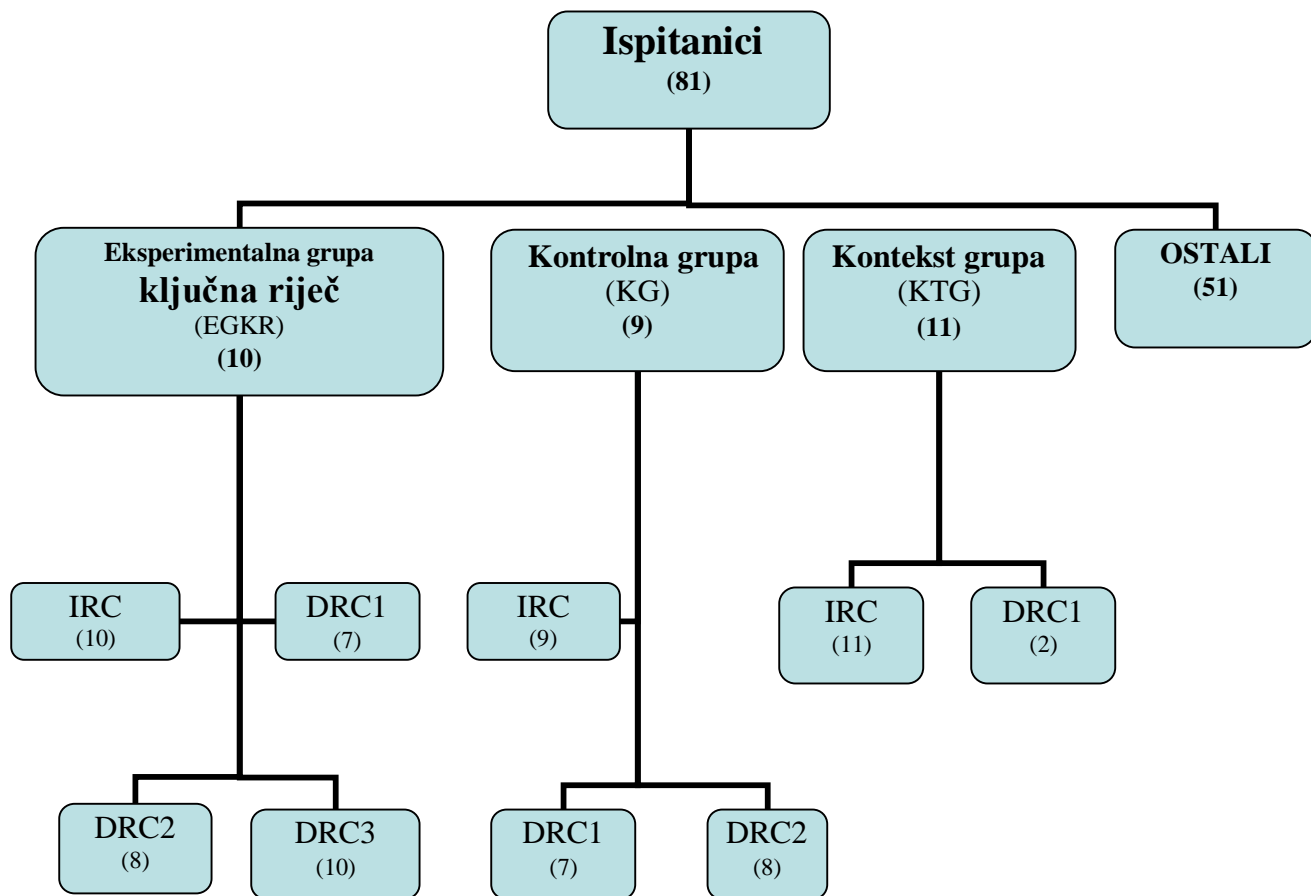 Ispitanici
(81)
Eksperimentalna grupa
ključna riječ
(EGKR)
(10)
Kontrolna grupa
(KG)
(9)
Kontekst grupa
(KTG)
(11)
OSTALI
(51)
IRC
(10)
DRC1
(7)
IRC
(9)
IRC
(11)
DRC1
(2)
DRC2
(8)
DRC3
(10)
DRC1
(7)
DRC2
(8)